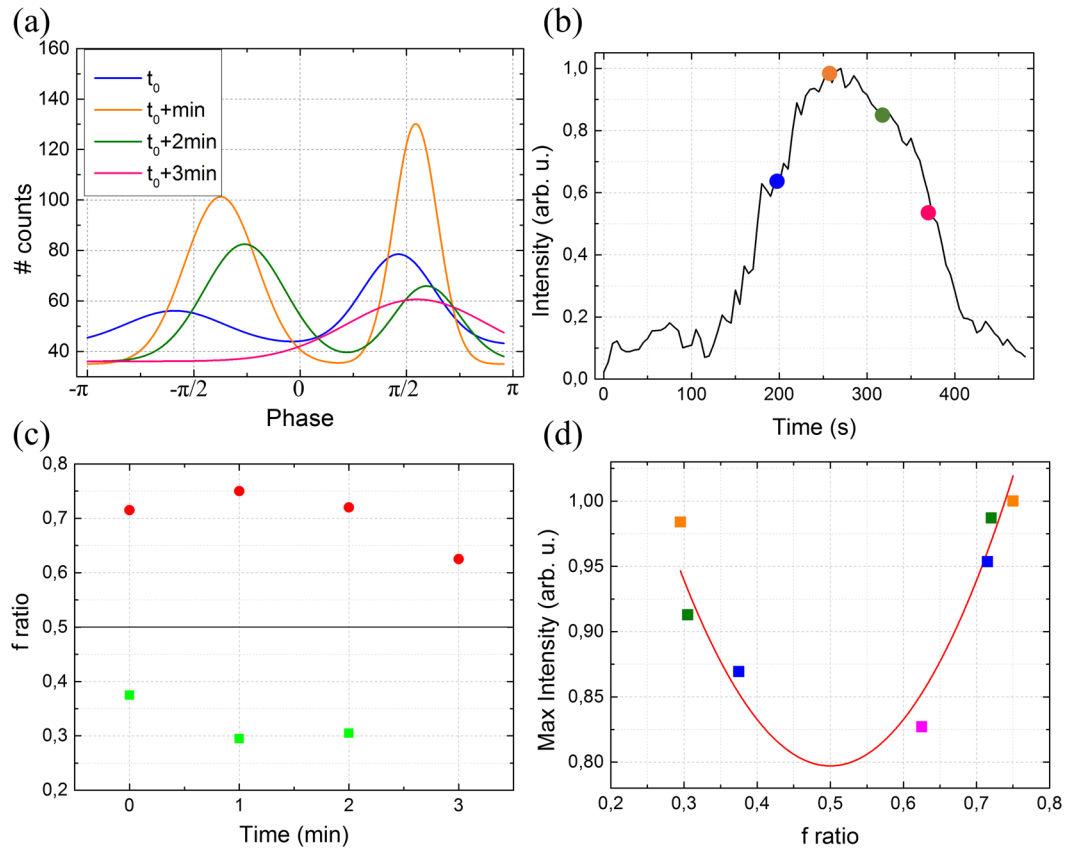 (a)
160
140
120
100
80
60
40
# counts
t0
t0+min
t0+2min
t0+3min
-π
-π/2
0
π/2
π
Phase
(b)
1,0
0,8
0,6
0,4
0,2
0,0
Intensity (arb. u.)
0
100
200
300
400
Time (s)
(c)
0,8
0,7
0,6
0,5
0,4
0,3
0,2
f ratio
0
1
2
3
Time (min)
(d)
1,00
0,95
0,90
0,85
0,80
Max Intensity (arb. u.)
0,2
0,3
0,4
0,5
0,6
0,7
0,8
f ratio